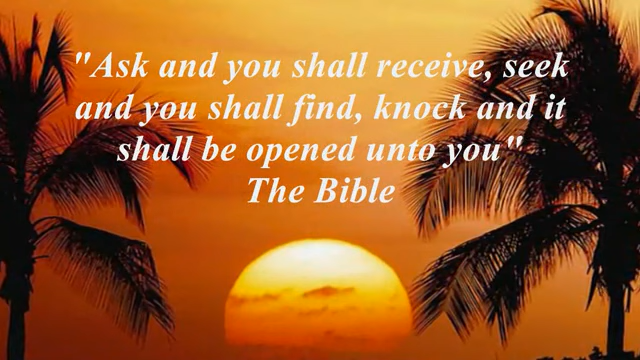 "Ask and you shall receive, seek
and you shall find, knock and it
shall be opened unto you"
The Bible